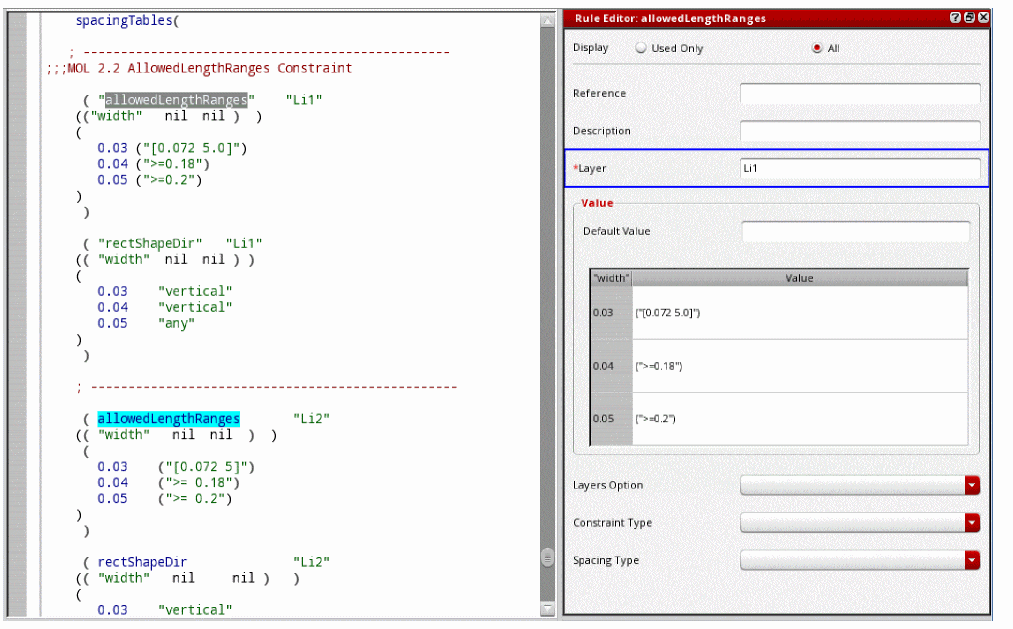 spacingTables(
; -------------------------------------------------
;;;MOL 2.2 AllowedLengthRanges Constraint
( "allowedLengthRanges" "Li1"
(("width" nil nil ) )
(
0.03 ("[0.072 5.0]")
0.04 (">=0.18")
0.05 (">=0.2")
)
)
( "rectShapeDir" "Li1"
(( "width" nil nil ) )
(
0.03 "vertical"
0.04 "vertical"
0.05 "any"
)
)
; -------------------------------------------------
( allowedLengthRanges "Li2"
(( "width" nil nil ) )
(
0.03 ("[0.072 5]")
0.04 (">= 0.18")
0.05 (">= 0.2")
)
)
( rectShapeDir "Li2"
(( "width" nil nil ) )
(
0.03 "vertical"
Rule Editor: allowedLengthRanges
Display Used Only All
Reference
Description
*Layer Li1
Value
Default Value
"width" Value
0.03 ("[0.072 5.0]")
0.04 (">=0.18")
0.05 (">=0.2")
Layers Option
Constraint Type
Spacing Type